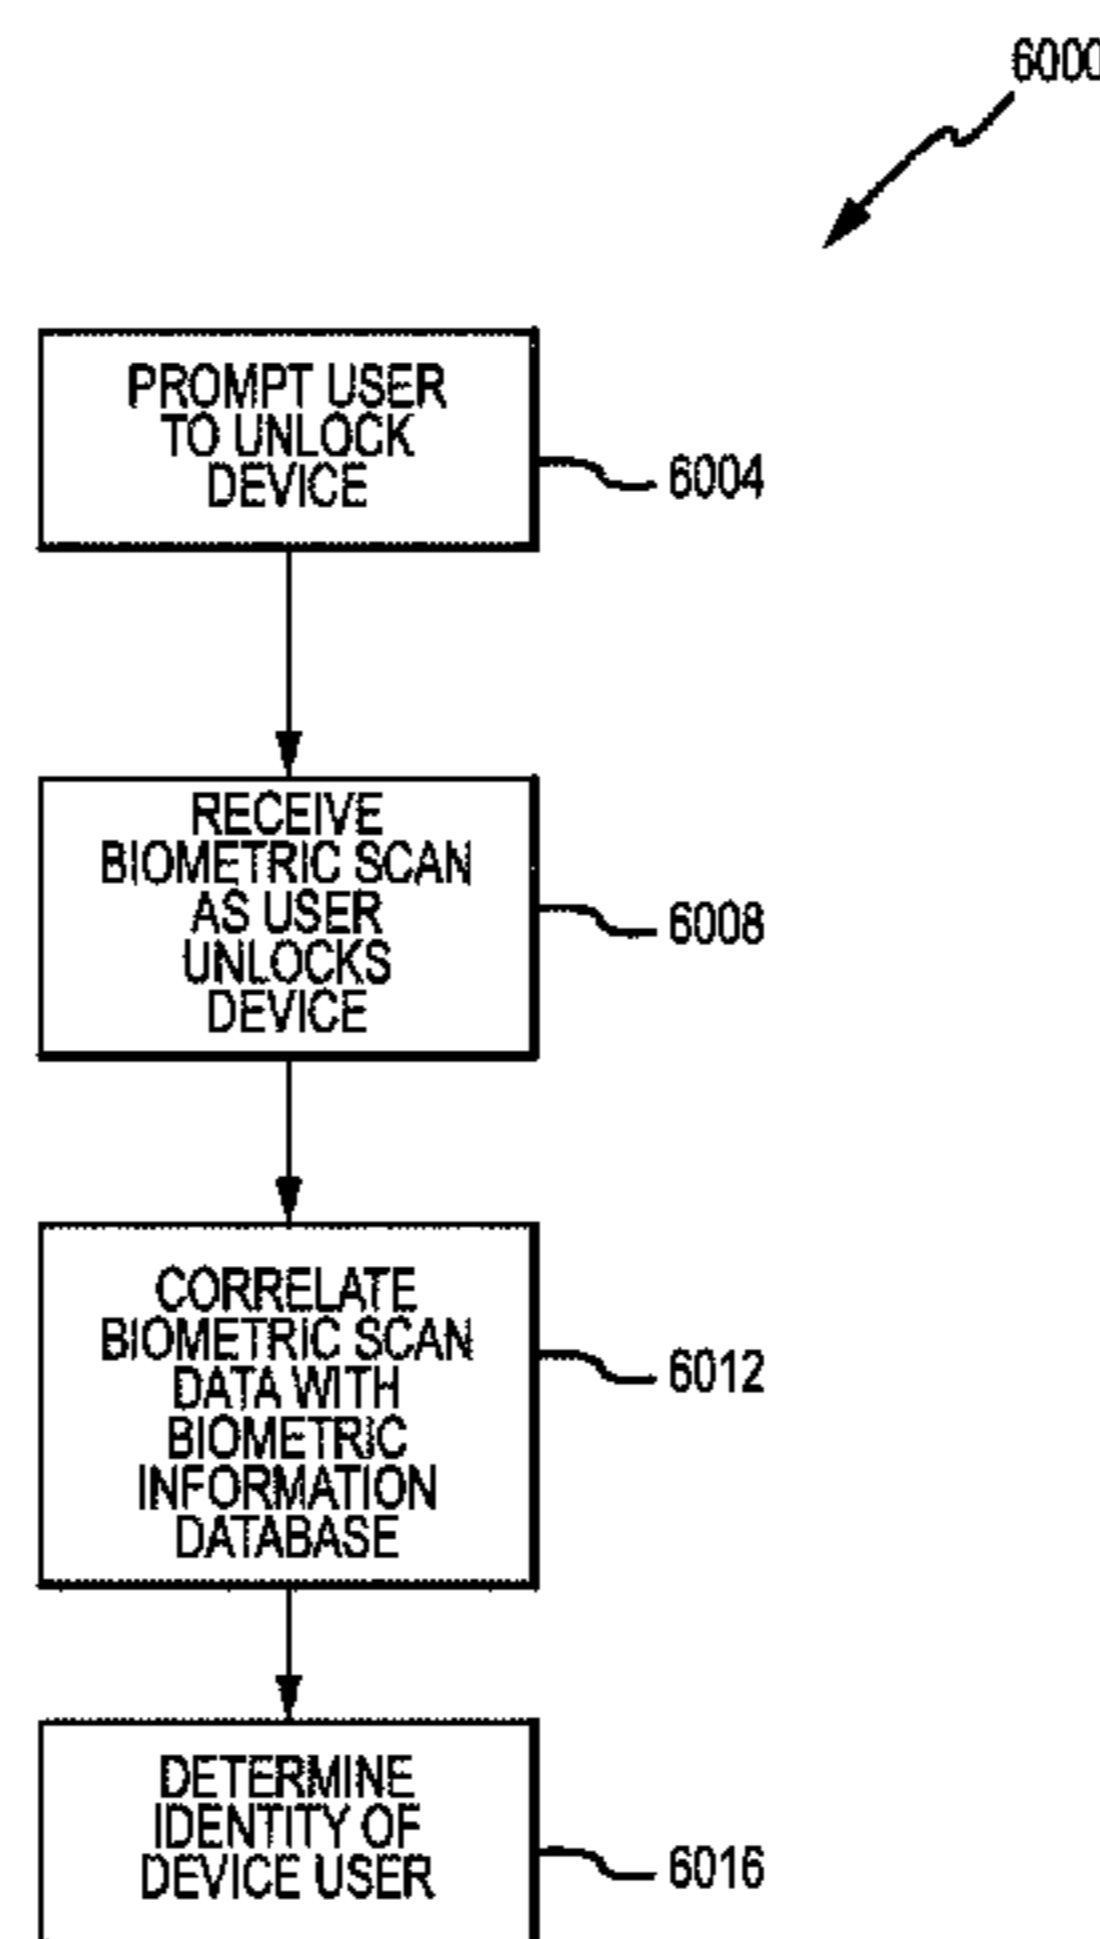 6000
PROMPT USER
TO UNLOCK
DEVICE
6004
RECEIVE
BIOMETRIC SCAN
AS USER
UNLOCKS
DEVICE
6008
CORRELATE
BIOMETRIC SCAN
DATA WITH
BIOMETRIC
INFORMATION
DATABASE
6012
DETERMINE
IDENTITY OF
DEVICE USER
6016